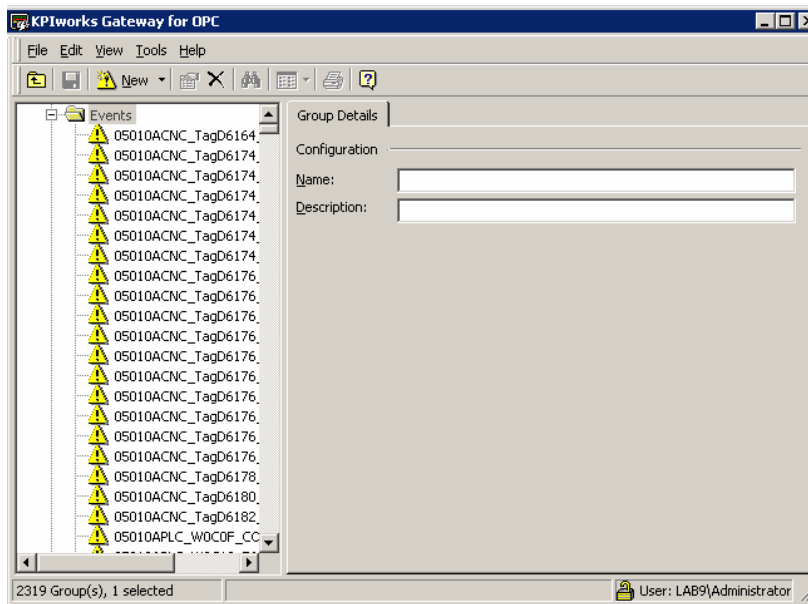 KPIworks Gateway for OPC
File Edit View Tools Help
New
Events
05010ACNC_TagD6164_
05010ACNC_TagD6174_
05010ACNC_TagD6174_
05010ACNC_TagD6174_
05010ACNC_TagD6174_
05010ACNC_TagD6174_
05010ACNC_TagD6174_
05010ACNC_TagD6176_
05010ACNC_TagD6176_
05010ACNC_TagD6176_
05010ACNC_TagD6176_
05010ACNC_TagD6176_
05010ACNC_TagD6176_
05010ACNC_TagD6176_
05010ACNC_TagD6176_
05010ACNC_TagD6176_
05010ACNC_TagD6176_
05010ACNC_TagD6178_
05010ACNC_TagD6180_
05010ACNC_TagD6182_
05010APLC_W0C0F_CC
Group Details
Configuration
Name:
Description:
2319 Group(s), 1 selected
User: LAB9\Administrator